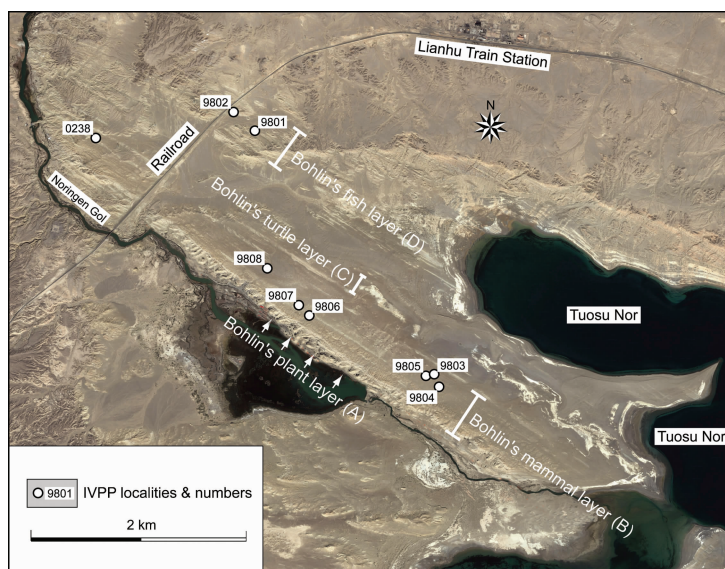 Lianhu Train Station
N
9802
9801
0238
Railroad
Bohlin's fish layer (D)
Noringen Gol
Bohlin's turtle layer (C)
9808
9807
9806
Tuosu Nor
Bohlin's plant layer (A)
9805
9803
9804
Bohlin's mammal layer (B)
Tuosu Nor
9801 IVPP localities & numbers
2 km